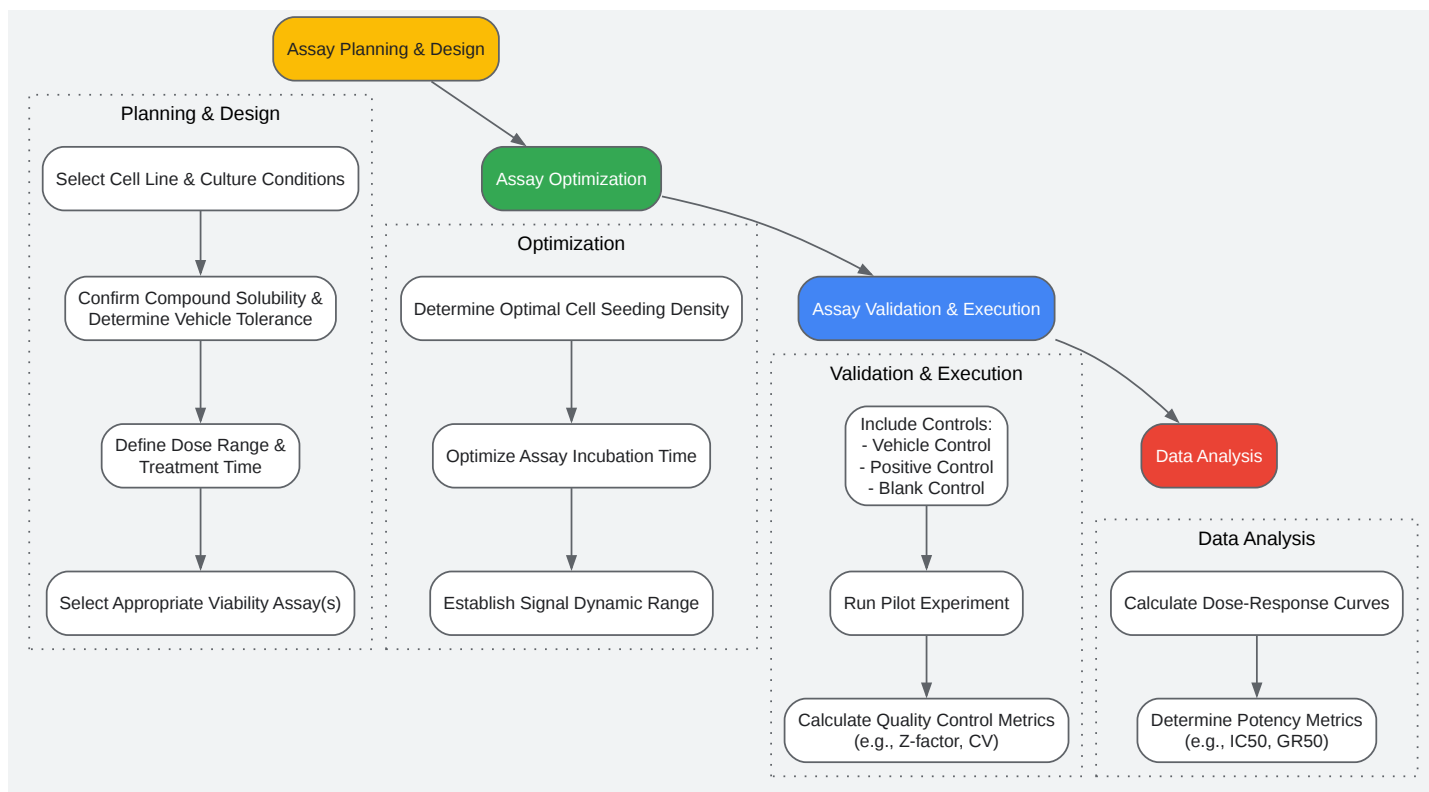 Assay Planning & Design
Planning & Design
Select Cell Line & Culture Conditions
Confirm Compound Solubility &
Determine Vehicle Tolerance
Define Dose Range &
Treatment Time
Select Appropriate Viability Assay(s)
Assay Optimization
Optimization
Determine Optimal Cell Seeding Density
Optimize Assay Incubation Time
Establish Signal Dynamic Range
Assay Validation & Execution
Validation & Execution
Include Controls:
- Vehicle Control
- Positive Control
- Blank Control
Run Pilot Experiment
Calculate Quality Control Metrics
(e.g., Z-factor, CV)
Data Analysis
Data Analysis
Calculate Dose-Response Curves
Determine Potency Metrics
(e.g., IC50, GR50)